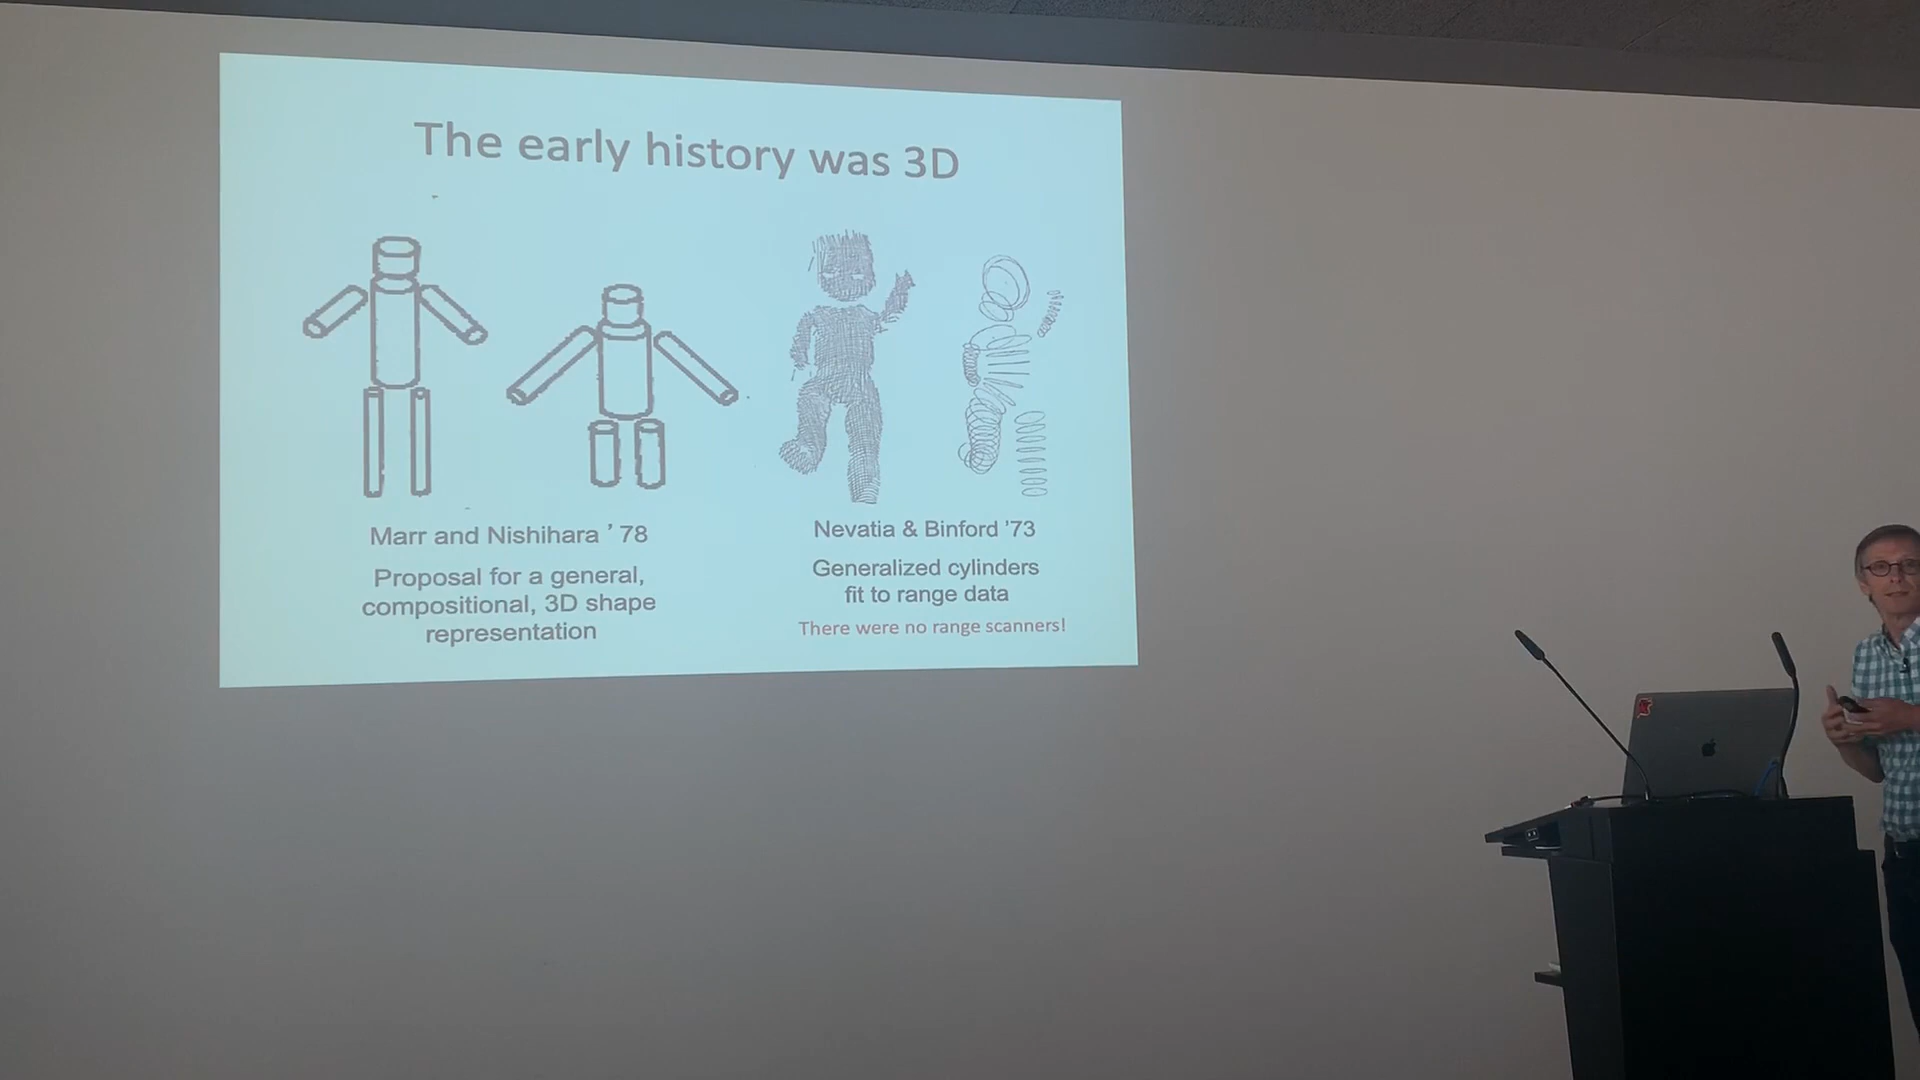 The early history was 3D
Marr and Nishihara '78
Proposal for a general,
compositional, 3D shape
representation
Nevatia & Binford '73
Generalized cylinders
fit to range data
There were no range scanners!